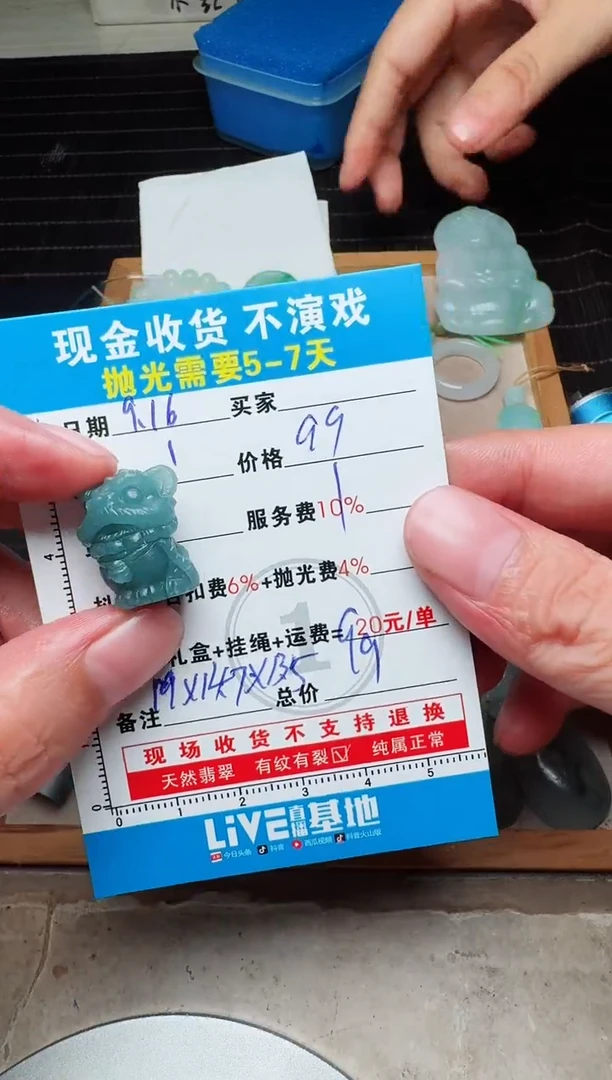 现金收货 不演戏
抛光需要5-7天
日期 9.16 买家
1 价格 99
服务费10%
扣费6%+抛光费4%
礼盒+挂绳+运费=20元/单
备注 总价 99
现场收货不支持退换
天然翡翠 有纹有裂 纯属正常
0 1 2 3 4 5
LiVE直播基地
今日头条 抖音 西瓜视频 抖音火山版